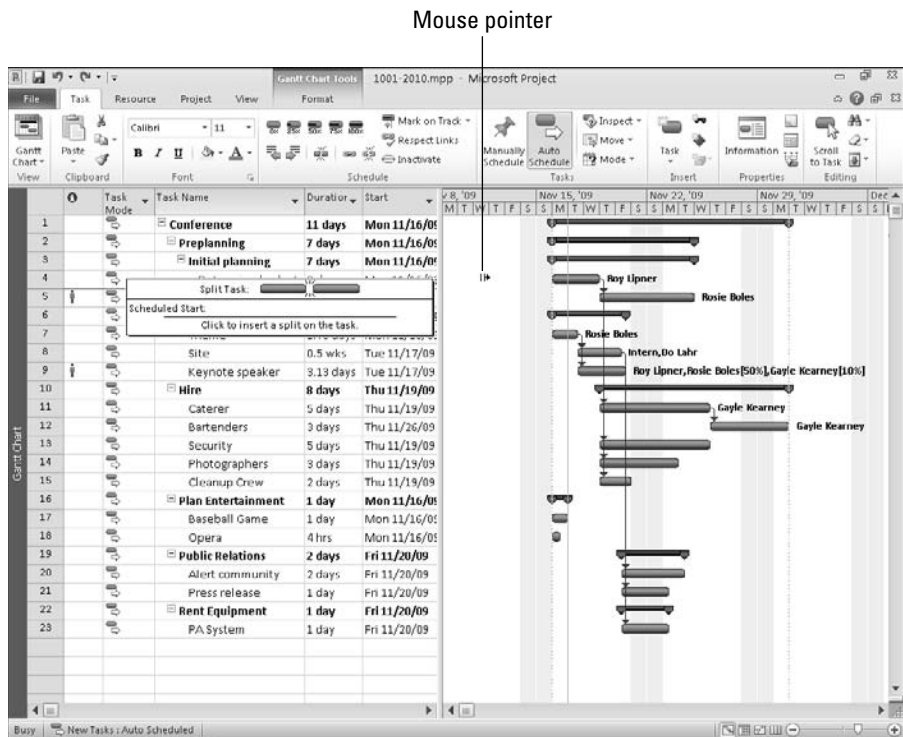 Mouse pointer
Gantt Chart Tools 1001-2010.mpp - Microsoft Project
File Task Resource Project View Format
Gantt Chart
Paste
Calibri 11
B I U A
0% 25% 50% 75% 100%
Mark on Track
Respect Links
Inactivate
Manually Schedule
Auto Schedule
Inspect
Move
Mode
Task
Information
Scroll to Task
View Clipboard Font Schedule Tasks Insert Properties Editing
Task Mode Task Name Duration Start
8, '09 Nov 15, '09 Nov 22, '09 Nov 29, '09 Dec
M T W T F S S M T W T F S S M T W T F S S M T W T F S S
1 Conference 11 days Mon 11/16/09
2 Preplanning 7 days Mon 11/16/09
3 Initial planning 7 days Mon 11/16/09
4 Roy Lipner
5 Rosie Boles
Split Task:
Scheduled Start:
Click to insert a split on the task.
6
7 Rosie Boles
8 Site 0.5 wks Tue 11/17/09 Intern,Do Lahr
9 Keynote speaker 3.13 days Tue 11/17/09 Roy Lipner,Rosie Boles[50%],Gayle Kearney[10%]
10 Hire 8 days Thu 11/19/09
11 Caterer 5 days Thu 11/19/09 Gayle Kearney
12 Bartenders 3 days Thu 11/26/09 Gayle Kearney
13 Security 5 days Thu 11/19/09
14 Photographers 3 days Thu 11/19/09
15 Cleanup Crew 2 days Thu 11/19/09
16 Plan Entertainment 1 day Mon 11/16/09
17 Baseball Game 1 day Mon 11/16/09
18 Opera 4 hrs Mon 11/16/09
19 Public Relations 2 days Fri 11/20/09
20 Alert community 2 days Fri 11/20/09
21 Press release 1 day Fri 11/20/09
22 Rent Equipment 1 day Fri 11/20/09
23 PA System 1 day Fri 11/20/09
Gantt Chart
Busy New Tasks : Auto Scheduled